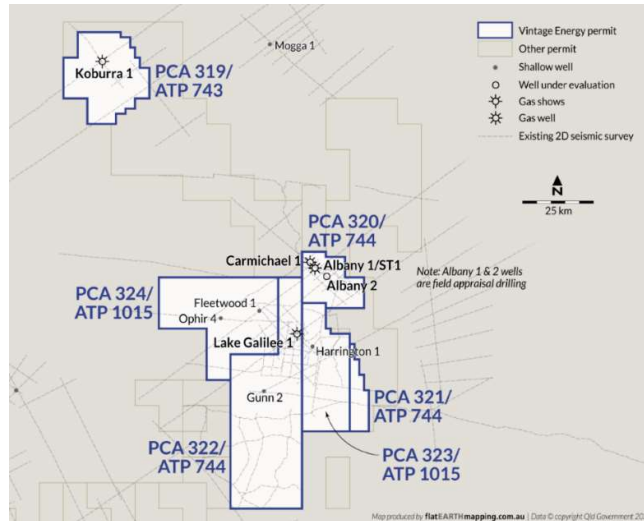 Mogga 1
Koburra 1
PCA 319/
ATP 743
Vintage Energy permit
Other permit
Shallow well
Well under evaluation
Gas shows
Gas well
Existing 2D seismic survey
N
25 km
PCA 320/
ATP 744
Carmichael 1
Albany 1/ST1
Albany 2
Note: Albany 1 & 2 wells
are field appraisal drilling
PCA 324/
ATP 1015
Fleetwood 1
Ophir 4
Lake Galilee 1
Harrington 1
Gunn 2
PCA 321/
ATP 744
PCA 322/
ATP 744
PCA 323/
ATP 1015
Map produced by flatEARTHmapping.com.au | Data © copyright Qld Government 20